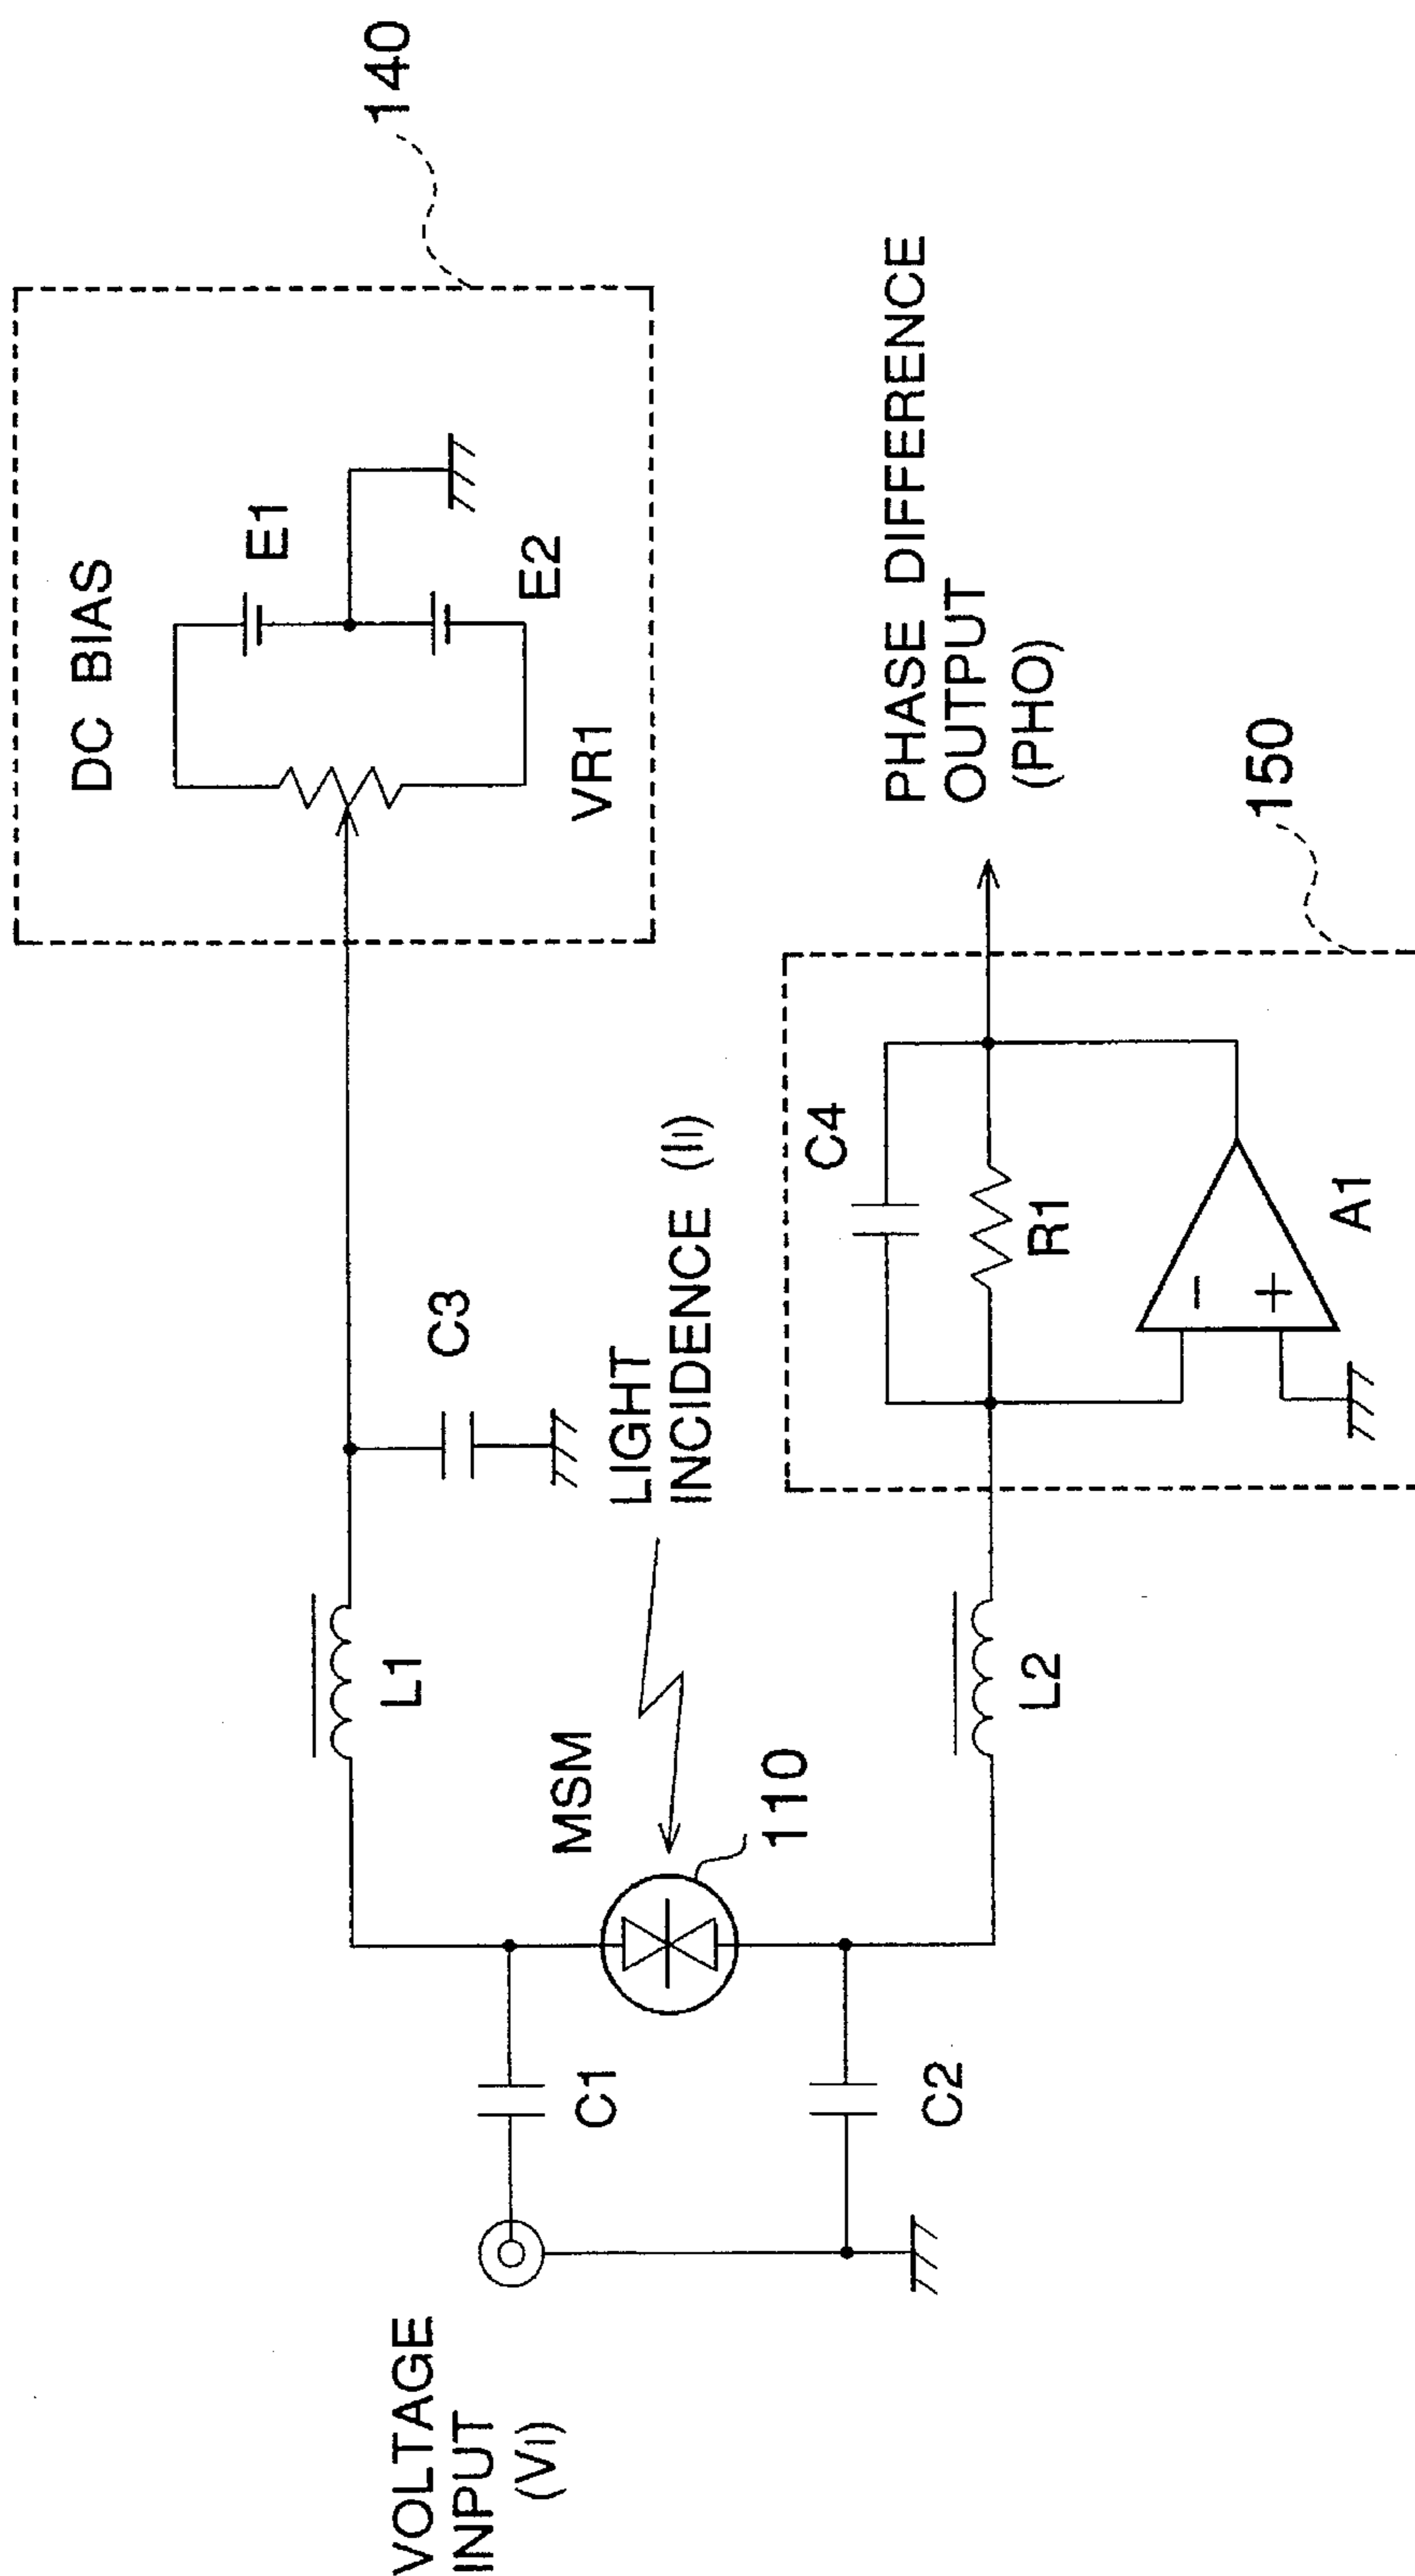 DC BIAS
E1
E2
VR1
140
L1
C3
MSM
LIGHT
INCIDENCE (II)
110
VOLTAGE
INPUT
(VI)
C1
C2
L2
C4
R1
−
+
A1
PHASE DIFFERENCE
OUTPUT
(PHO)
150